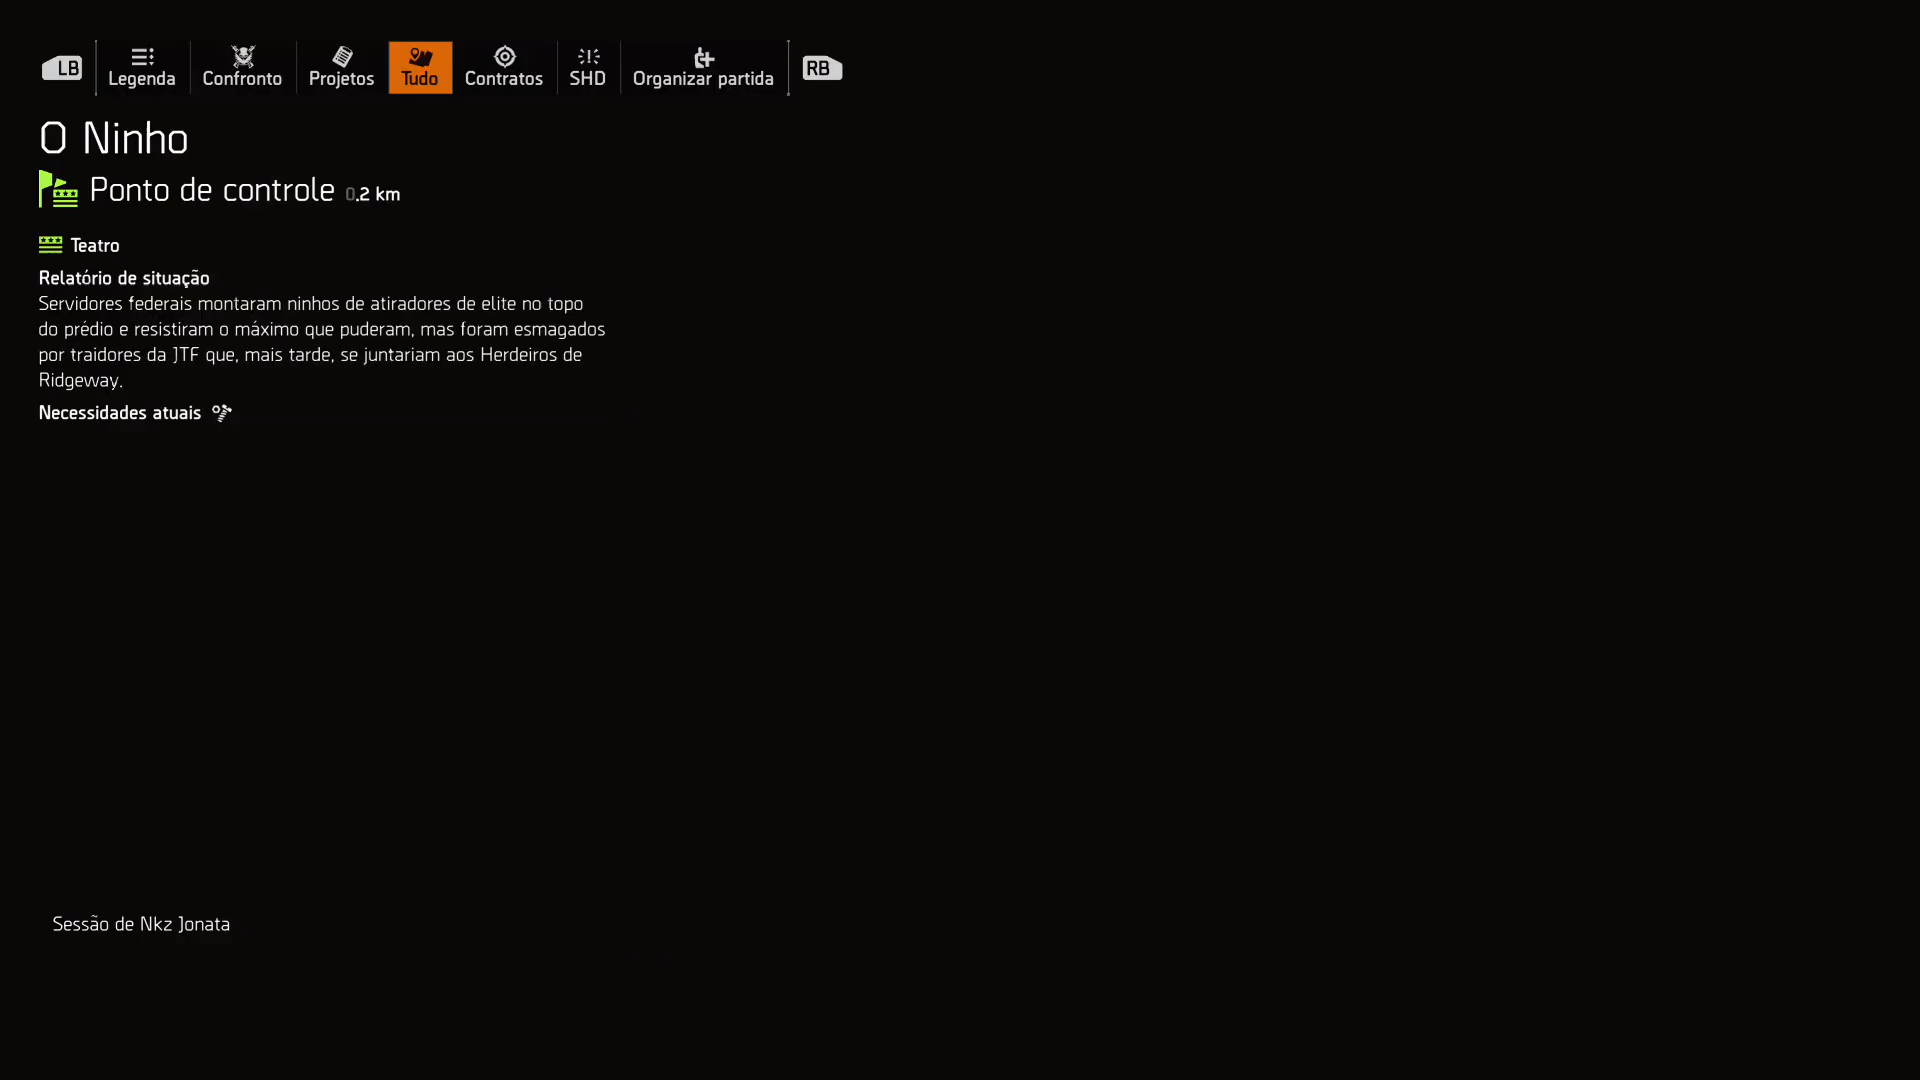 LB
Legenda
Confronto
Projetos
Tudo
Contratos
SHD
Organizar partida
RB
O Ninho
Ponto de controle 0.2 km
Teatro
Relatório de situação
Servidores federais montaram ninhos de atiradores de elite no topo
do prédio e resistiram o máximo que puderam, mas foram esmagados
por traidores da JTF que, mais tarde, se juntariam aos Herdeiros de
Ridgeway.
Necessidades atuais
Sessão de Nkz Jonata